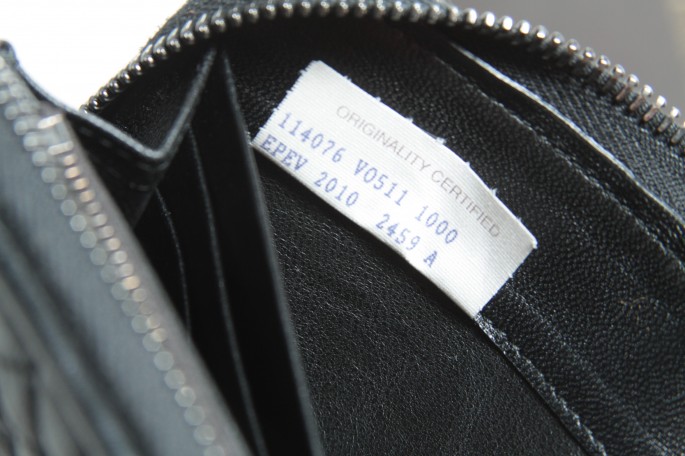 ORIGINALITY CERTIFIED
114076 V0511 1000
EPEV 2010 2459 A